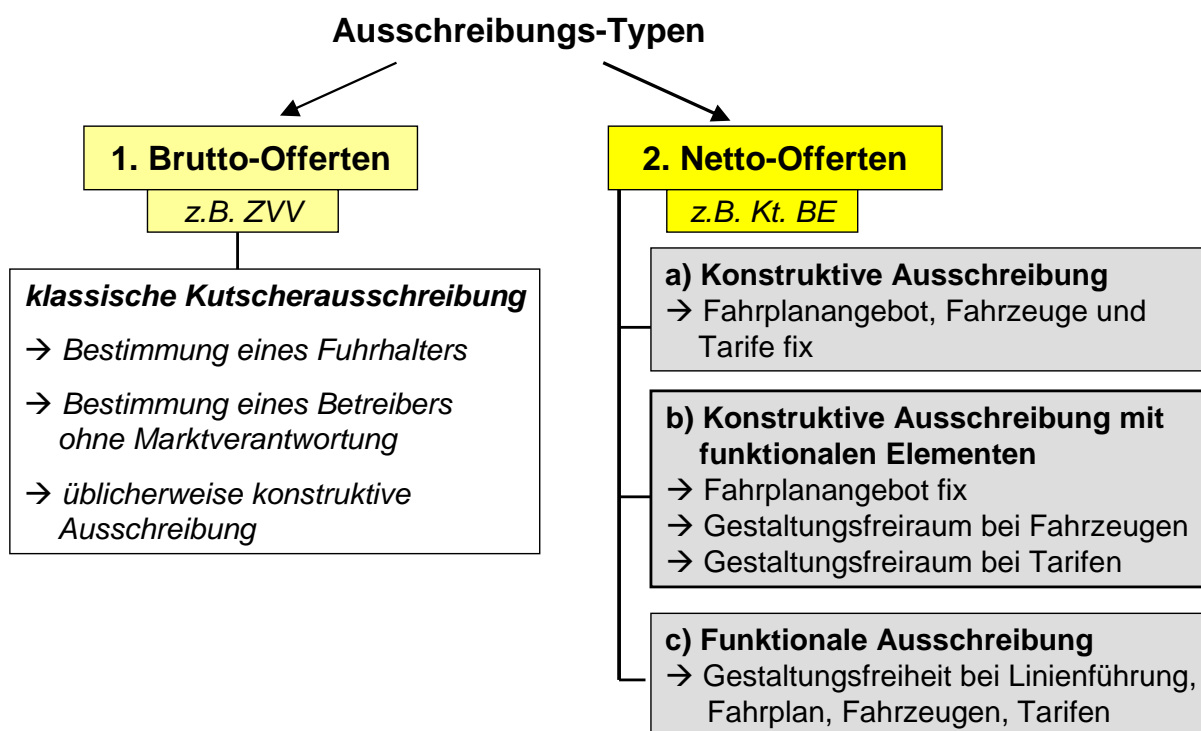 Ausschreibungs-Typen
1. Brutto-Offerten
z.B. ZVV
klassische Kutscherausschreibung
→ Bestimmung eines Fuhrhalters
→ Bestimmung eines Betreibers
ohne Marktverantwortung
→ üblicherweise konstruktive
Ausschreibung
2. Netto-Offerten
z.B. Kt. BE
a) Konstruktive Ausschreibung
→ Fahrplanangebot, Fahrzeuge und
Tarife fix
b) Konstruktive Ausschreibung mit
funktionalen Elementen
→ Fahrplanangebot fix
→ Gestaltungsfreiraum bei Fahrzeugen
→ Gestaltungsfreiraum bei Tarifen
c) Funktionale Ausschreibung
→ Gestaltungsfreiheit bei Linienführung,
Fahrplan, Fahrzeugen, Tarifen